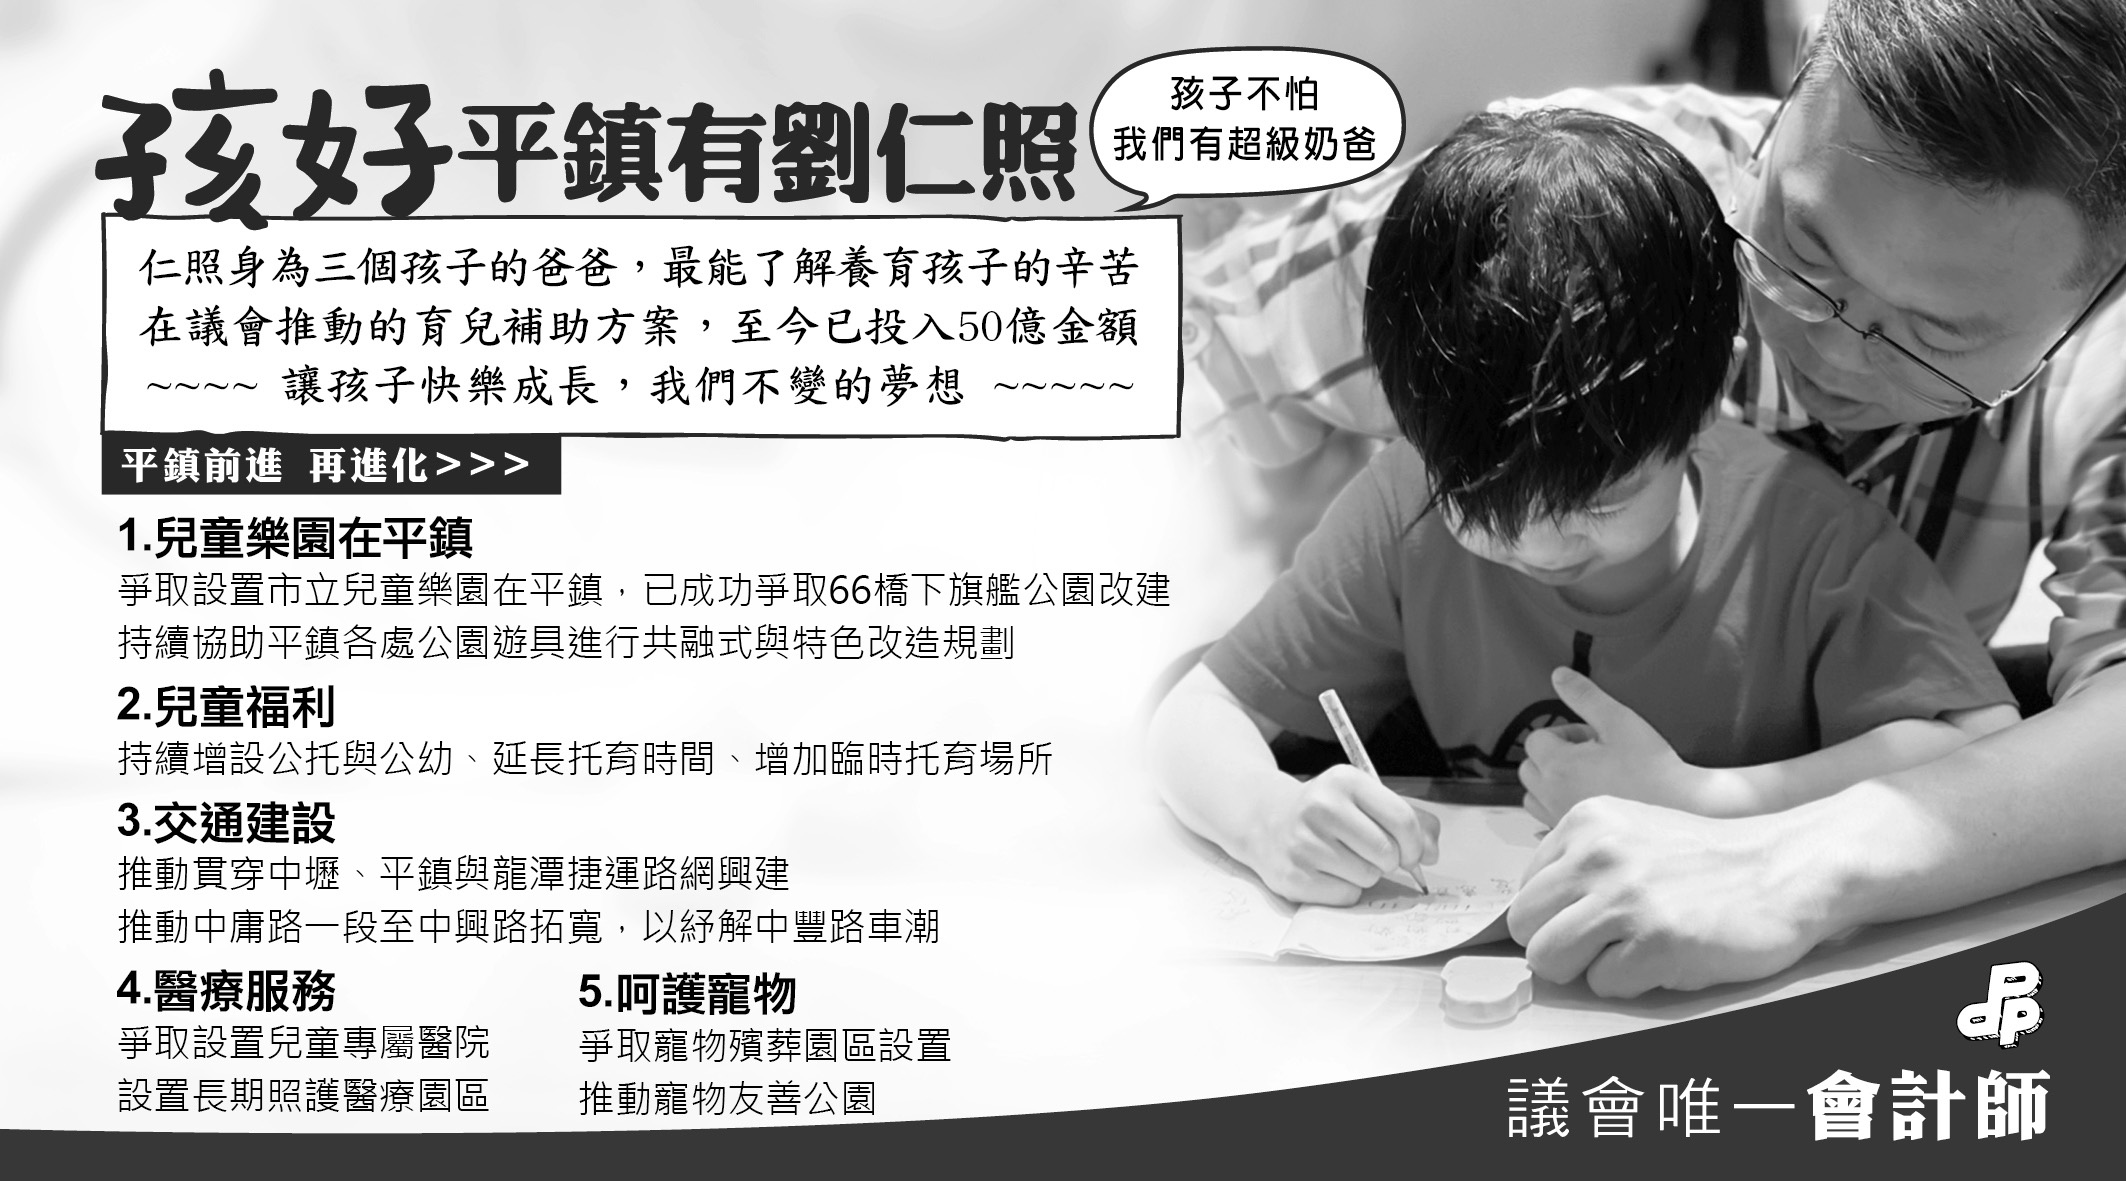 孩好平鎮有劉仁照
孩子不怕
我們有超級奶爸
仁照身為三個孩子的爸爸，最能了解養育孩子的辛苦
在議會推動的育兒補助方案，至今已投入50億金額
~~~~ 讓孩子快樂成長，我們不變的夢想 ~~~~~
平鎮前進 再進化>>>
1.兒童樂園在平鎮
爭取設置市立兒童樂園在平鎮，已成功爭取66橋下旗艦公園改建
持續協助平鎮各處公園遊具進行共融式與特色改造規劃
2.兒童福利
持續增設公托與公幼、延長托育時間、增加臨時托育場所
3.交通建設
推動貫穿中壢、平鎮與龍潭捷運路網興建
推動中庸路一段至中興路拓寬，以紓解中豐路車潮
4.醫療服務
爭取設置兒童專屬醫院
設置長期照護醫療園區
5.呵護寵物
爭取寵物殯葬園區設置
推動寵物友善公園
議會唯一會計師